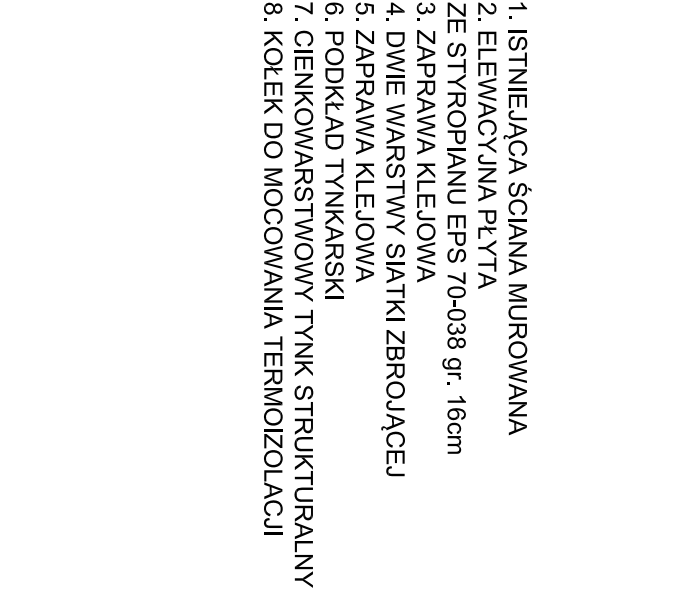 1. ISTNIEJĄCA ŚCIANA MUROWANA
2. ELEWACYJNA PŁYTA
ZE STYROPIANU EPS 70-038 gr. 16cm
3. ZAPRAWA KLEJOWA
4. DWIE WARSTWY SIATKI ZBROJĄCEJ
5. ZAPRAWA KLEJOWA
6. PODKŁAD TYNKARSKI
7. CIENKOWARSTWOWY TYNK STRUKTURALNY
8. KOŁEK DO MOCOWANIA TERMOIZOLACJI